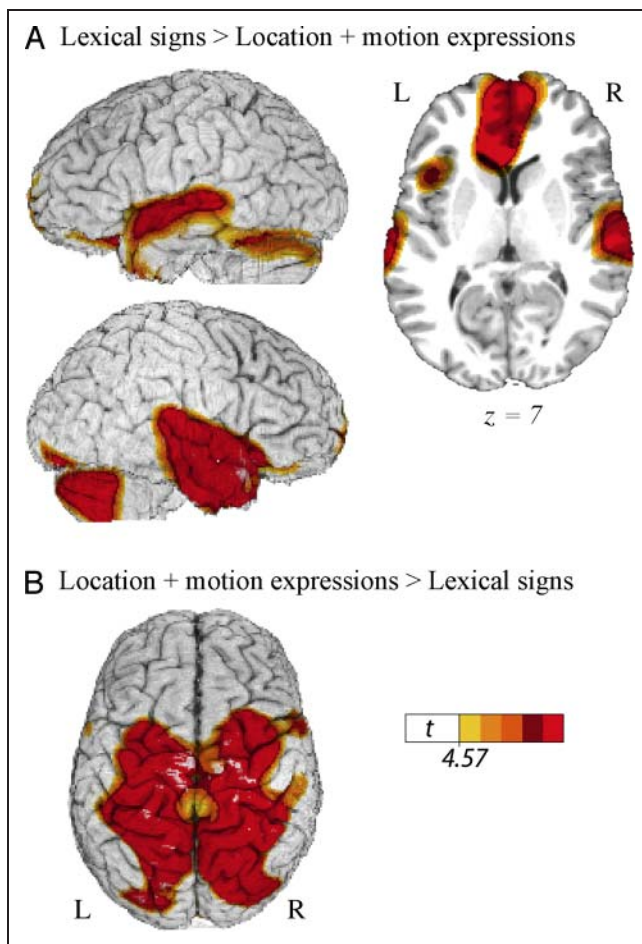 A Lexical signs > Location + motion expressions
L R
z = 7
B Location + motion expressions > Lexical signs
t
4.57
L R